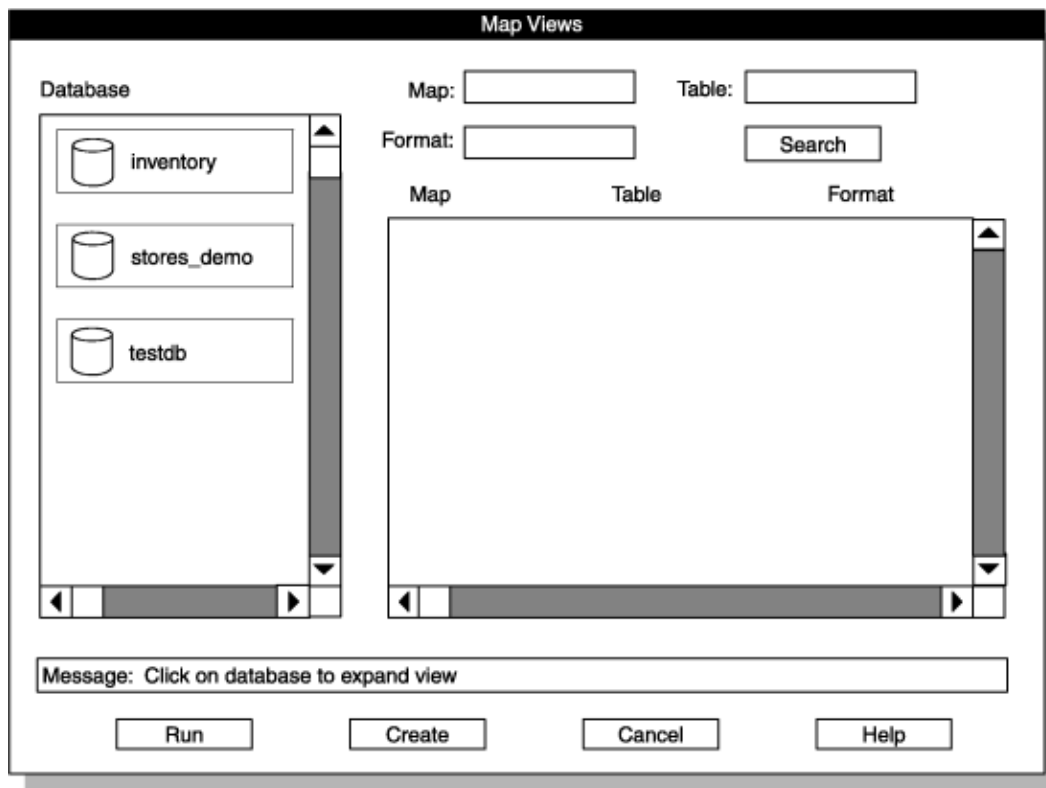 Map Views
Database
Map:
Table:
Format:
Search
Map Table Format
inventory
stores_demo
testdb
Message: Click on database to expand view
Run Create Cancel Help